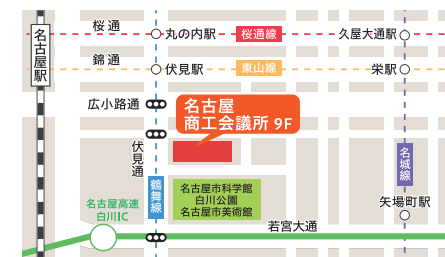 桜通
名古屋駅
丸の内駅
桜通線
久屋大通駅
錦通
伏見駅
東山線
栄駅
広小路通
名古屋
商工会議所 9F
伏見通
名城線
鶴舞線
名古屋市科学館
白川公園
名古屋市美術館
矢場町駅
名古屋高速
白川IC
若宮大通